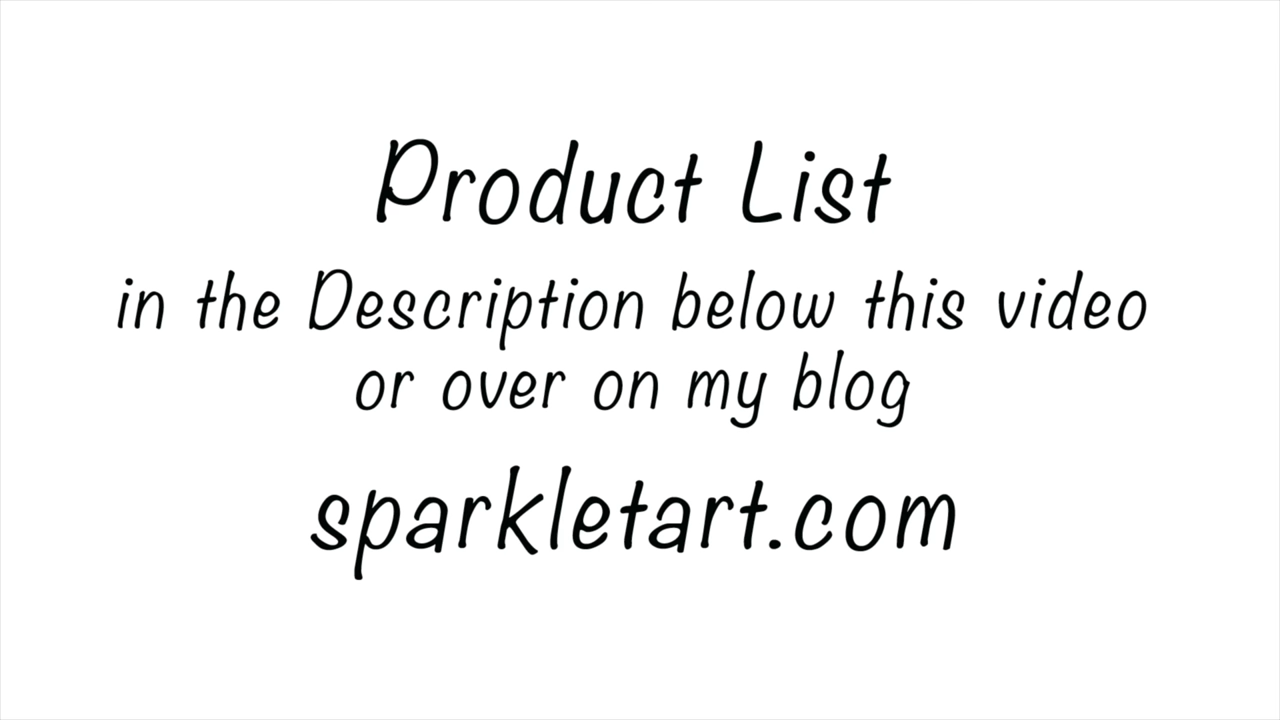 Product List
in the Description below this video
or over on my blog
sparkletart.com